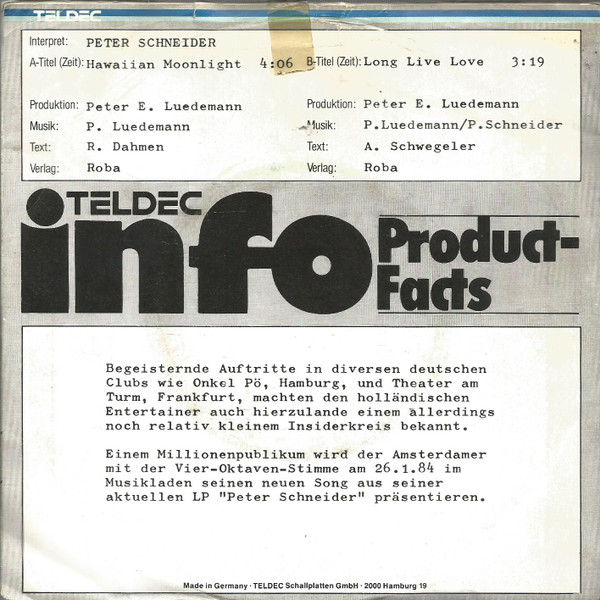 TELDEC
Interpret: PETER SCHNEIDER
A-Titel (Zeit): Hawaiian Moonlight 4:06 B-Titel (Zeit): Long Live Love 3:19
Produktion: Peter E. Luedemann Produktion: Peter E. Luedemann
Musik: P. Luedemann Musik: P.Luedemann/P.Schneider
Text: R. Dahmen Text: A. Schwegeler
Verlag: Roba Verlag: Roba
TELDEC
info Product-
Facts
Begeisternde Auftritte in diversen deutschen
Clubs wie Onkel Pö, Hamburg, und Theater am
Turm, Frankfurt, machten den holländischen
Entertainer auch hierzulande einem allerdings
noch relativ kleinem Insiderkreis bekannt.
Einem Millionenpublikum wird der Amsterdamer
mit der Vier-Oktaven-Stimme am 26.1.84 im
Musikladen seinen neuen Song aus seiner
aktuellen LP "Peter Schneider" präsentieren.
Made in Germany · TELDEC Schallplatten GmbH · 2000 Hamburg 19